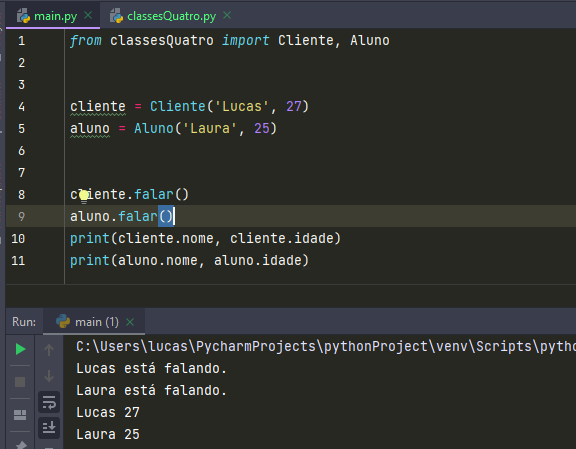 main.py classesQuatro.py
1 from classesQuatro import Cliente, Aluno
2
3
4 cliente = Cliente('Lucas', 27)
5 aluno = Aluno('Laura', 25)
6
7
8 cliente.falar()
9 aluno.falar()
10 print(cliente.nome, cliente.idade)
11 print(aluno.nome, aluno.idade)
Run: main (1)
C:\Users\lucas\PycharmProjects\pythonProject\venv\Scripts\pytho
Lucas está falando.
Laura está falando.
Lucas 27
Laura 25